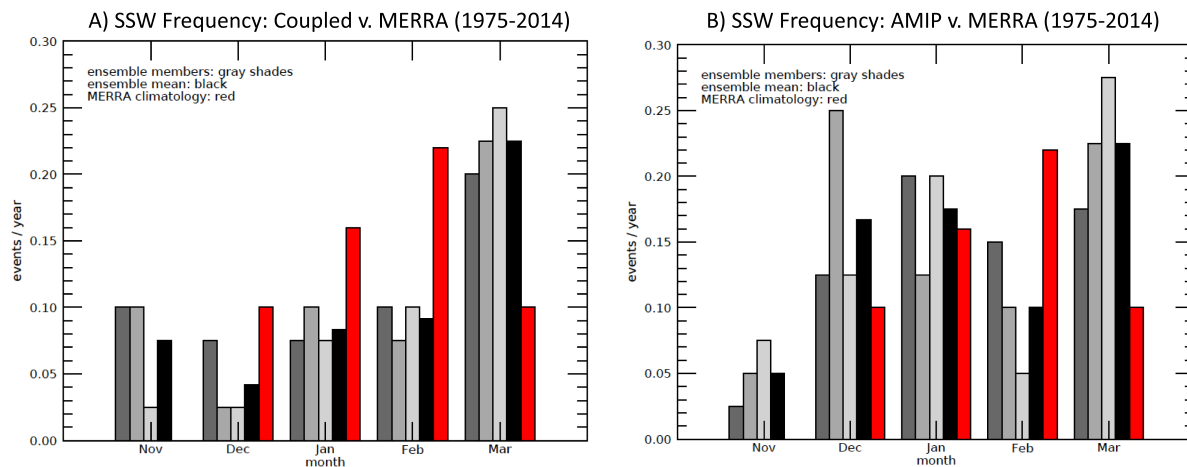 A) SSW Frequency: Coupled v. MERRA (1975-2014)
0.30
ensemble members: gray shades
ensemble mean: black
MERRA climatology: red
0.25
0.20
0.15
0.10
0.05
0.00
events / year
Nov Dec Jan Feb Mar
month
B) SSW Frequency: AMIP v. MERRA (1975-2014)
0.30
ensemble members: gray shades
ensemble mean: black
MERRA climatology: red
0.25
0.20
0.15
0.10
0.05
0.00
events / year
Nov Dec Jan Feb Mar
month